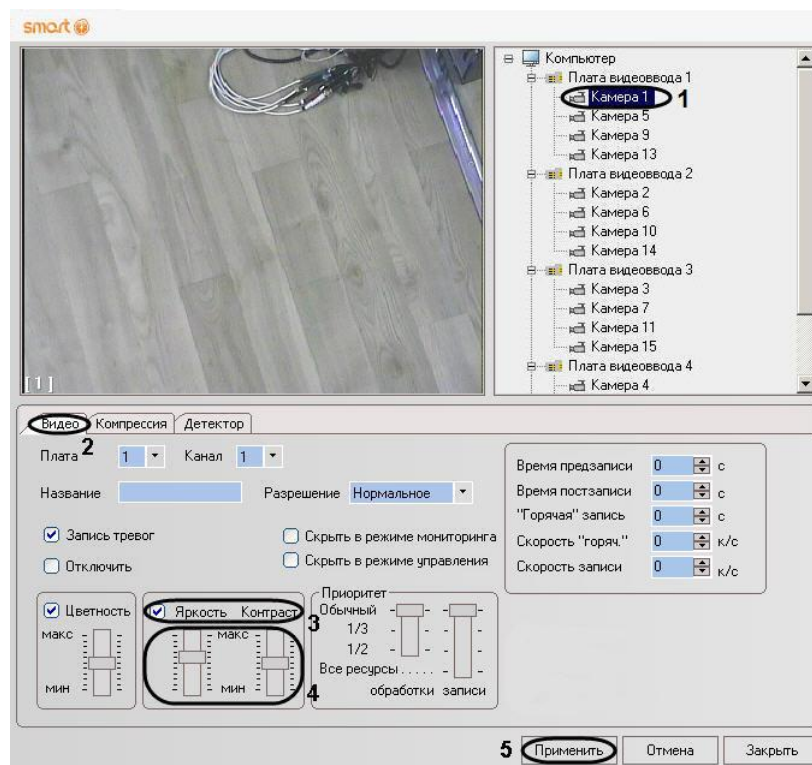 smart
Компьютер
Плата видеоввода 1
Камера 1 1
Камера 5
Камера 9
Камера 13
Плата видеоввода 2
Камера 2
Камера 6
Камера 10
Камера 14
Плата видеоввода 3
Камера 3
Камера 7
Камера 11
Камера 15
Плата видеоввода 4
Камера 4
[1]
Видео Компрессия Детектор
2
Плата 1 Канал 1
Название Разрешение Нормальное
Запись тревог Скрыть в режиме мониторинга
Отключить Скрыть в режиме управления
Время предзаписи 0 с
Время постзаписи 0 с
"Горячая" запись 0 с
Скорость "горяч." 0 к/с
Скорость записи 0 к/с
Цветность
макс
мин
Яркость Контраст 3
макс
мин 4
Приоритет
Обычный
1/3
1/2
Все ресурсы.....
обработки записи
5 Применить Отмена Закрыть